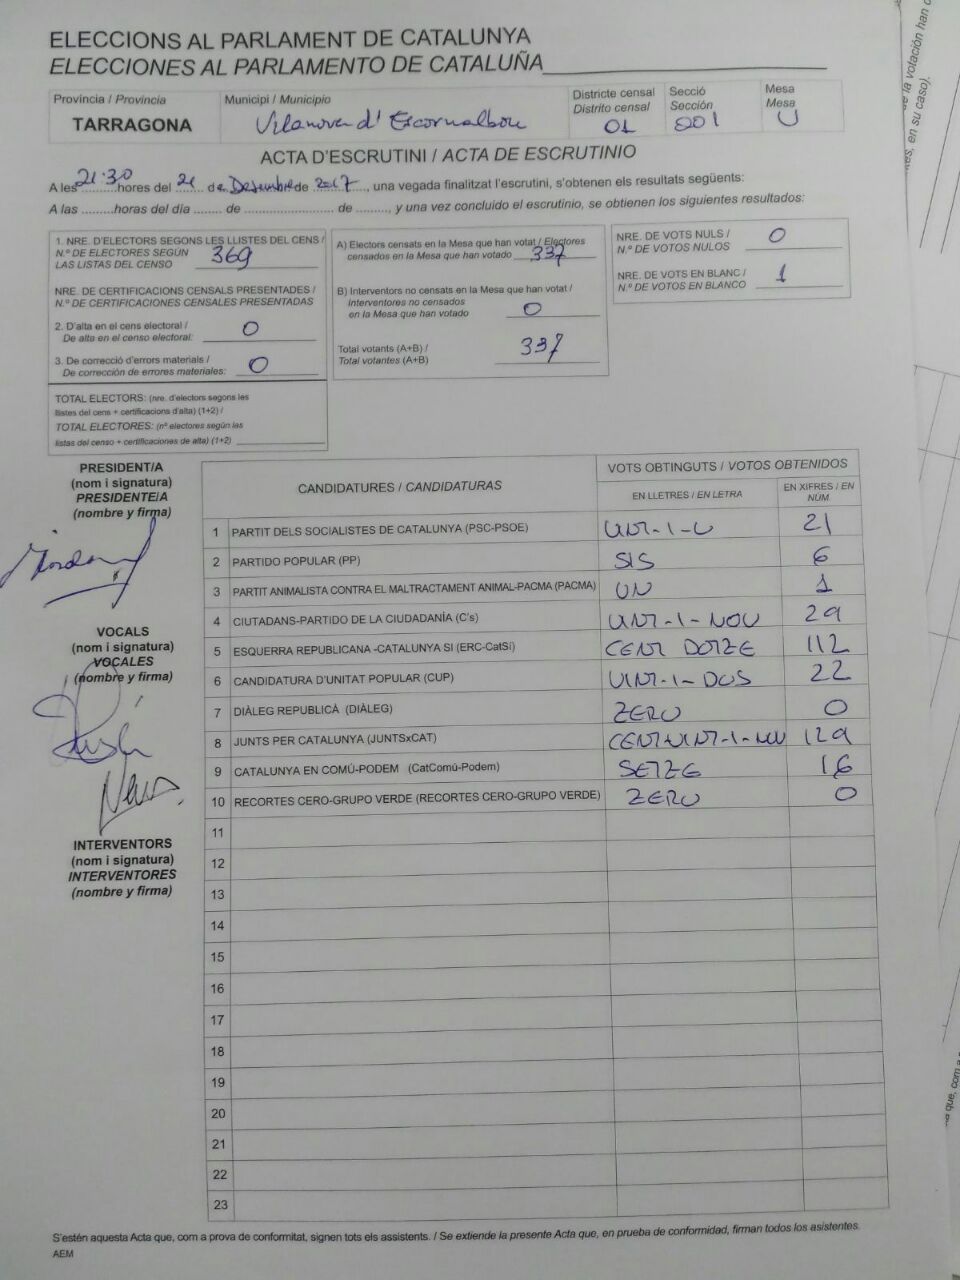 ELECCIONS AL PARLAMENT DE CATALUNYA
ELECCIONES AL PARLAMENTO DE CATALUÑA
Província / Provincia
TARRAGONA
Municipi / Municipio
Vilanova d'Escornalbou
Districte censal
Distrito censal
01
Secció
Sección
001
Mesa
Mesa
U
ACTA D'ESCRUTINI / ACTA DE ESCRUTINIO
A les 21:30 hores del 21 de Desembre de 2017, una vegada finalitzat l'escrutini, s'obtenen els resultats següents:
A las .........horas del día ........ de ......................... de ........., y una vez concluido el escrutinio, se obtienen los siguientes resultados:
1. NRE. D'ELECTORS SEGONS LES LLISTES DEL CENS /
N.º DE ELECTORES SEGÚN
LAS LISTAS DEL CENSO 369
NRE. DE CERTIFICACIONS CENSALS PRESENTADES /
N.º DE CERTIFICACIONES CENSALES PRESENTADAS
2. D'alta en el cens electoral /
De alta en el censo electoral: 0
3. De correcció d'errors materials /
De corrección de errores materiales: 0
TOTAL ELECTORS: (nre. d'electors segons les
llistes del cens + certificacions d'alta) (1+2) /
TOTAL ELECTORES: (nº electores según las
listas del censo + certificaciones de alta) (1+2)
A) Electors censats en la Mesa que han votat / Electores
censados en la Mesa que han votado 337
B) Interventors no censats en la Mesa que han votat /
Interventores no censados
en la Mesa que han votado 0
Total votants (A+B) /
Total votantes (A+B) 337
NRE. DE VOTS NULS /
N.º DE VOTOS NULOS 0
NRE. DE VOTS EN BLANC /
N.º DE VOTOS EN BLANCO 1
PRESIDENT/A
(nom i signatura)
PRESIDENTE/A
(nombre y firma)
VOCALS
(nom i signatura)
VOCALES
(nombre y firma)
INTERVENTORS
(nom i signatura)
INTERVENTORES
(nombre y firma)
CANDIDATURES / CANDIDATURAS
VOTS OBTINGUTS / VOTOS OBTENIDOS
EN LLETRES / EN LETRA
EN XIFRES / EN NÚM.
1 PARTIT DELS SOCIALISTES DE CATALUNYA (PSC-PSOE) VINT-I-U 21
2 PARTIDO POPULAR (PP) SIS 6
3 PARTIT ANIMALISTA CONTRA EL MALTRACTAMENT ANIMAL-PACMA (PACMA) UN 1
4 CIUTADANS-PARTIDO DE LA CIUDADANÍA (C's) VINT-I-NOU 29
5 ESQUERRA REPUBLICANA -CATALUNYA SÍ (ERC-CatSí) CENT DOTZE 112
6 CANDIDATURA D'UNITAT POPULAR (CUP) VINT-I-DOS 22
7 DIÀLEG REPUBLICÀ (DIÀLEG) ZERO 0
8 JUNTS PER CATALUNYA (JUNTSxCAT) CENT-VINT-I-NOU 129
9 CATALUNYA EN COMÚ-PODEM (CatComú-Podem) SETZE 16
10 RECORTES CERO-GRUPO VERDE (RECORTES CERO-GRUPO VERDE) ZERO 0
11
12
13
14
15
16
17
18
19
20
21
22
23
S'estén aquesta Acta que, com a prova de conformitat, signen tots els assistents. / Se extiende la presente Acta que, en prueba de conformidad, firman todos los asistentes.
AEM